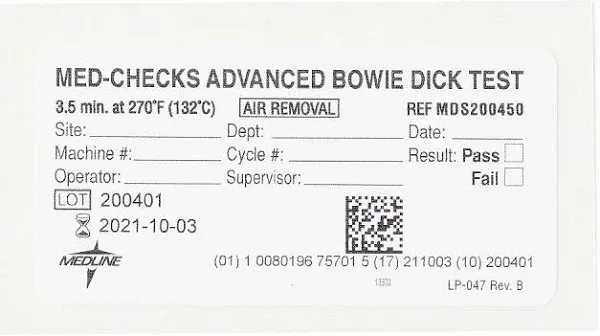 MED-CHECKS ADVANCED BOWIE DICK TEST
3.5 min. at 270°F (132°C) AIR REMOVAL REF MDS200450
Site: Dept: Date:
Machine #: Cycle #: Result: Pass
Operator: Supervisor: Fail
LOT 200401
2021-10-03
MEDLINE
(01) 1 0080196 75701 5 (17) 211003 (10) 200401
LP-047 Rev. B